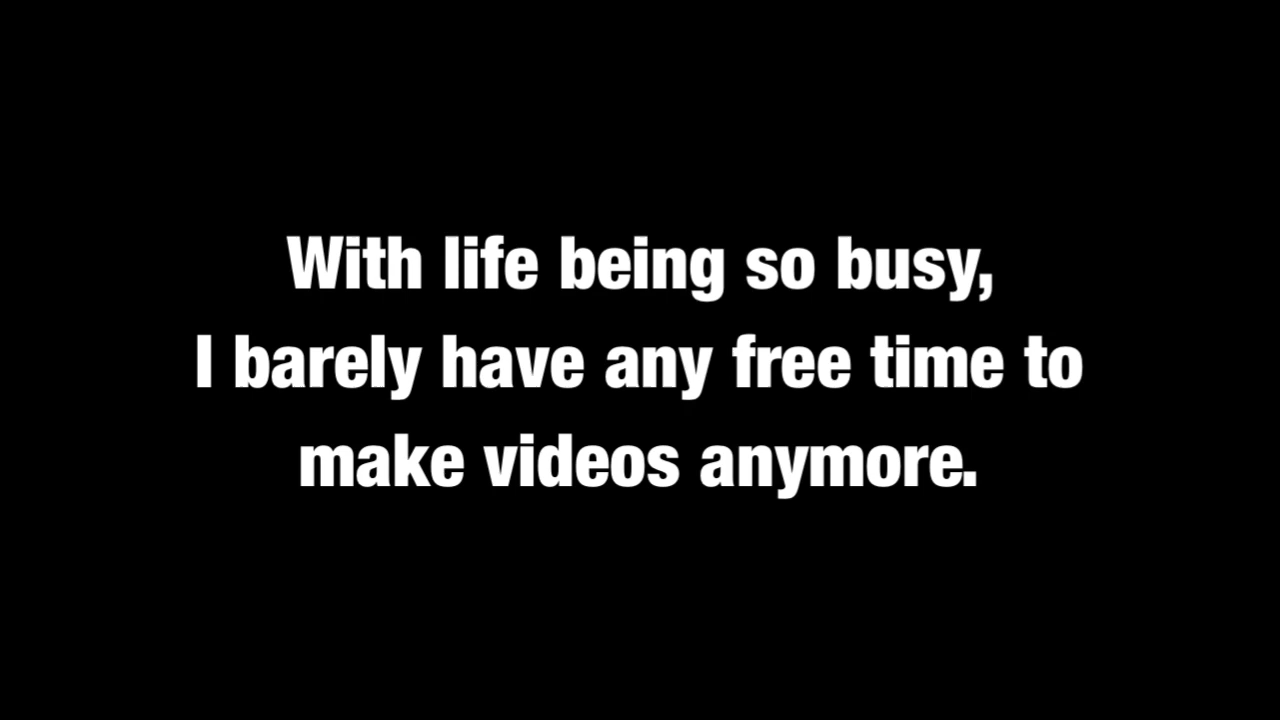 With life being so busy,
I barely have any free time to
make videos anymore.